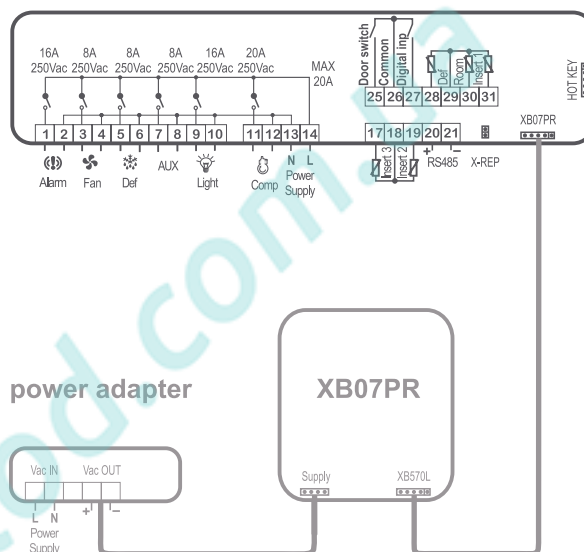 16A 8A 8A 8A 16A 20A
250Vac 250Vac 250Vac 250Vac 250Vac 250Vac
MAX
20A
Door switch
Common
Digital inp
Def
Room
Insert 1
HOT KEY
25 26 27 28 29 30 31
XB07PR
1 2 3 4 5 6 7 8 9 10 11 12 13 14
17 18 19 20 21
Alarm Fan Def AUX Light Comp N L
Power
Supply
Insert 3
Insert 2
+ −
RS485 X-REP
power adapter
XB07PR
Vac IN Vac OUT
Supply XB570L
L N + −
Power
Supply
od.com.ua